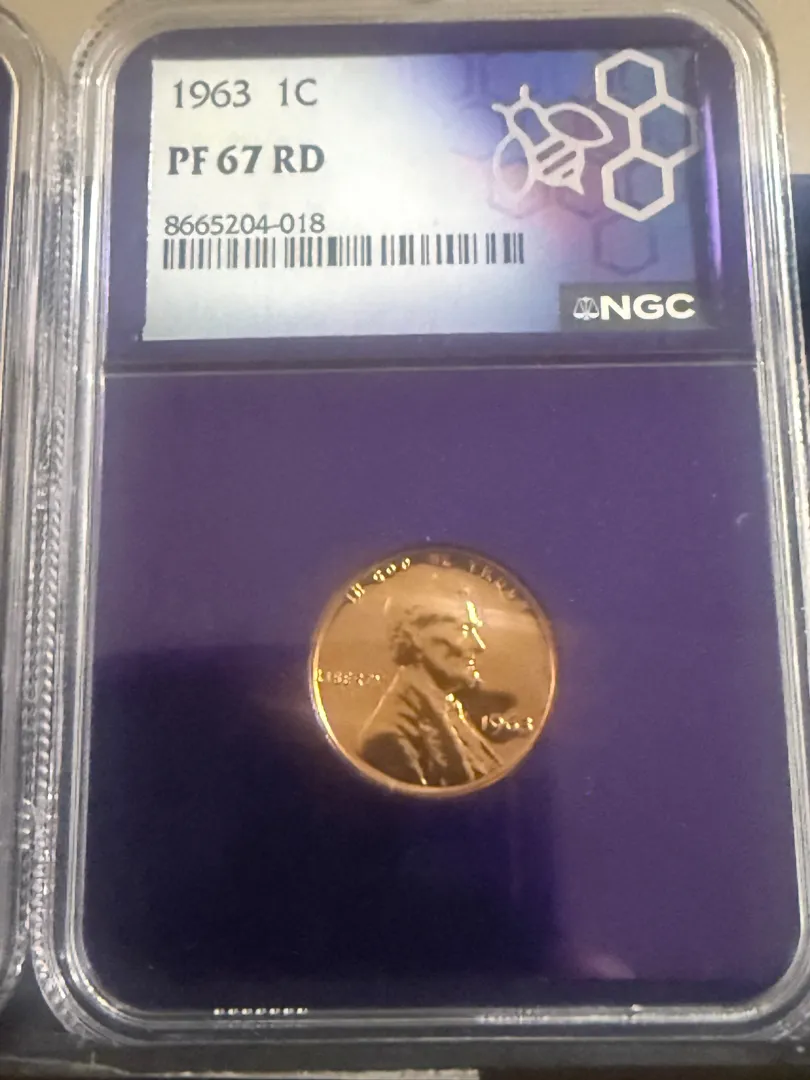 1963 1C
PF 67 RD
8665204-018
NGC
IN GOD WE TRUST
LIBERTY
1963